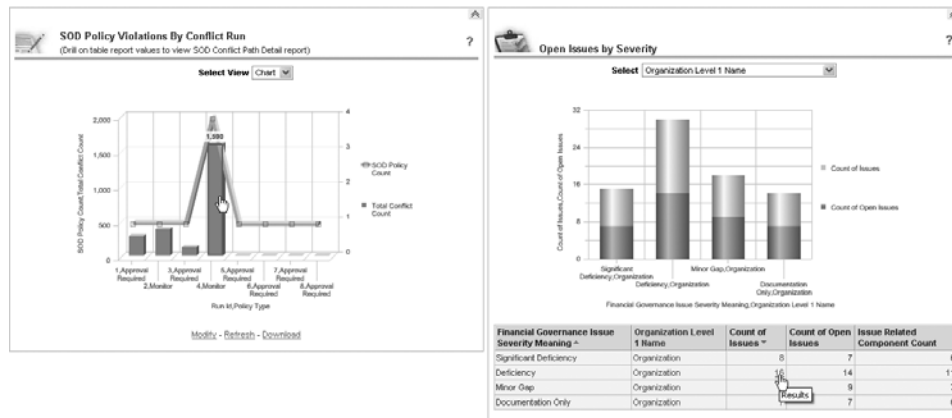 SOD Policy Violations By Conflict Run
(Drill on table report values to view SOD Conflict Path Detail report)
?
Select View Chart
2,000
1,500
1,000
500
0
4
3
2
1
0
SOD Policy Count,Total Conflict Count
SOD Policy
Count
Total Conflict
Count
1,Approval
Required
2,Monitor
3,Approval
Required
4,Monitor
5,Approval
Required
6,Approval
Required
7,Approval
Required
8,Approval
Required
Run Id,Policy Type
Modify - Refresh - Download
Open Issues by Severity
?
Select Organization Level 1 Name
32
24
16
8
0
Count of Issues,Count of Open Issues
Count of Issues
Count of Open Issues
Significant
Deficiency,Organization
Deficiency,Organization
Minor Gap,Organization
Documentation
Only,Organization
Financial Governance Issue Severity Meaning,Organization Level 1 Name
Financial Governance Issue Severity Meaning
Organization Level 1 Name
Count of Issues
Count of Open Issues
Issue Related Component Count
Significant Deficiency Organization 8 7
Deficiency Organization 16 14
Minor Gap Organization 9
Documentation Only Organization 7
Results